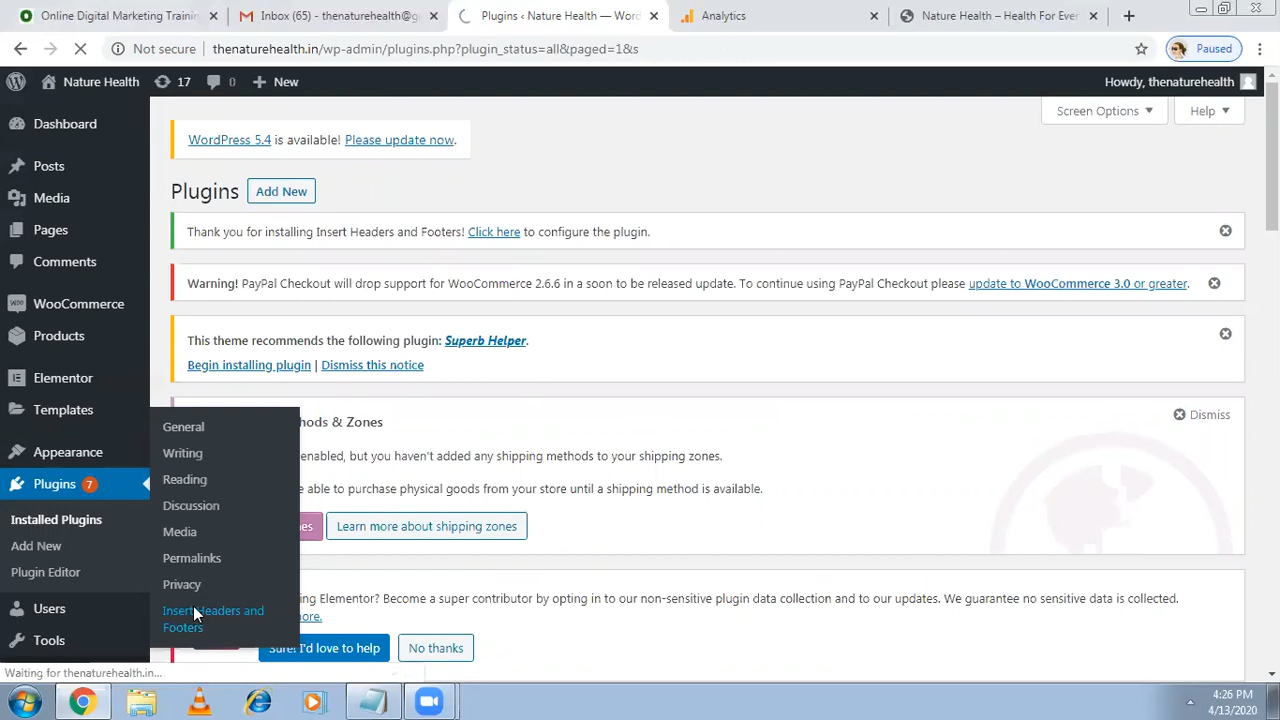 Online Digital Marketing Training
Inbox (65) - thenaturehealth@g
Plugins ‹ Nature Health — Wor
Analytics
Nature Health – Health For Ever
Not secure
thenaturehealth.in/wp-admin/plugins.php?plugin_status=all&paged=1&s
Paused
Nature Health
17
0
New
Howdy, thenaturehealth
Screen Options
Help
Dashboard
Posts
Media
Pages
Comments
WooCommerce
Products
Elementor
Templates
Appearance
Plugins 7
Installed Plugins
Add New
Plugin Editor
Users
Tools
General
Writing
Reading
Discussion
Media
Permalinks
Privacy
Insert Headers and
Footers
WordPress 5.4 is available! Please update now.
Plugins
Add New
Thank you for installing Insert Headers and Footers! Click here to configure the plugin.
Warning! PayPal Checkout will drop support for WooCommerce 2.6.6 in a soon to be released update. To continue using PayPal Checkout please update to WooCommerce 3.0 or greater.
This theme recommends the following plugin: Superb Helper.
Begin installing plugin | Dismiss this notice
hods & Zones
Dismiss
enabled, but you haven't added any shipping methods to your shipping zones.
able to purchase physical goods from your store until a shipping method is available.
nes
Learn more about shipping zones
ng Elementor? Become a super contributor by opting in to our non-sensitive plugin data collection and to our updates. We guarantee no sensitive data is collected.
ore.
Sure! I'd love to help
No thanks
Waiting for thenaturehealth.in...
4:26 PM
4/13/2020